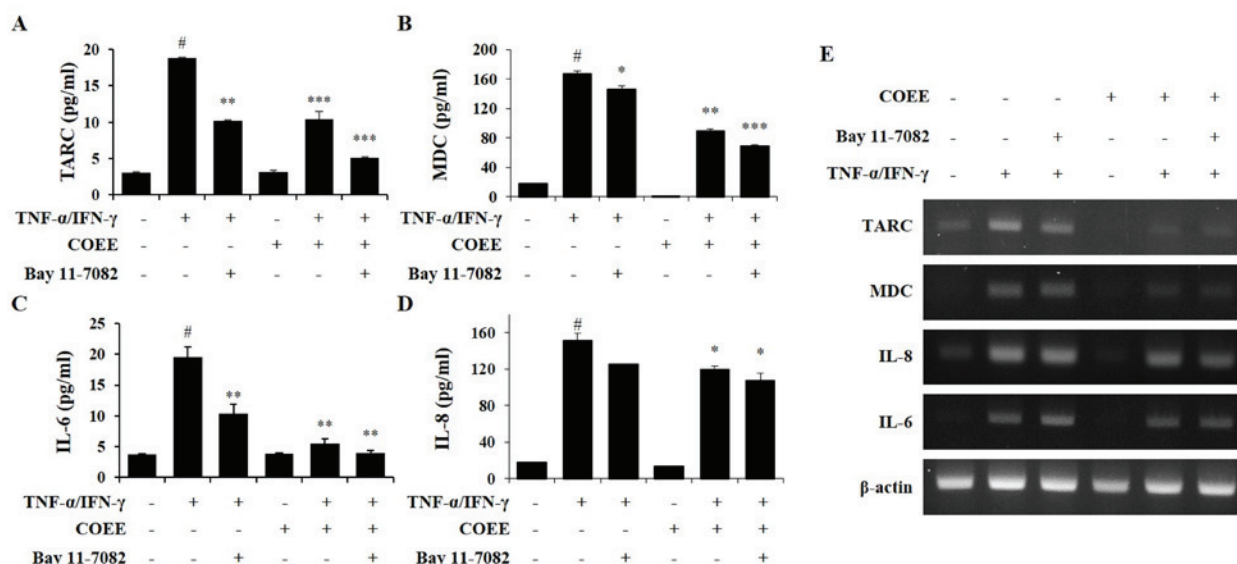 A
TARC (pg/ml)
20
15
10
5
0
#
**
***
***
TNF-α/IFN-γ - + + - + +
COEE - - - + + +
Bay 11-7082 - - + - - +
B
MDC (pg/ml)
200
160
120
80
40
0
#
*
**
***
TNF-α/IFN-γ - + + - + +
COEE - - - + + +
Bay 11-7082 - - + - - +
C
IL-6 (pg/ml)
25
20
15
10
5
0
#
**
**
**
TNF-α/IFN-γ - + + - + +
COEE - - - + + +
Bay 11-7082 - - + - - +
D
IL-8 (pg/ml)
160
120
80
40
0
#
*
*
TNF-α/IFN-γ - + + - + +
COEE - - - + + +
Bay 11-7082 - - + - - +
E
COEE - - - + + +
Bay 11-7082 - - + - - +
TNF-α/IFN-γ - + + - + +
TARC
MDC
IL-8
IL-6
β-actin